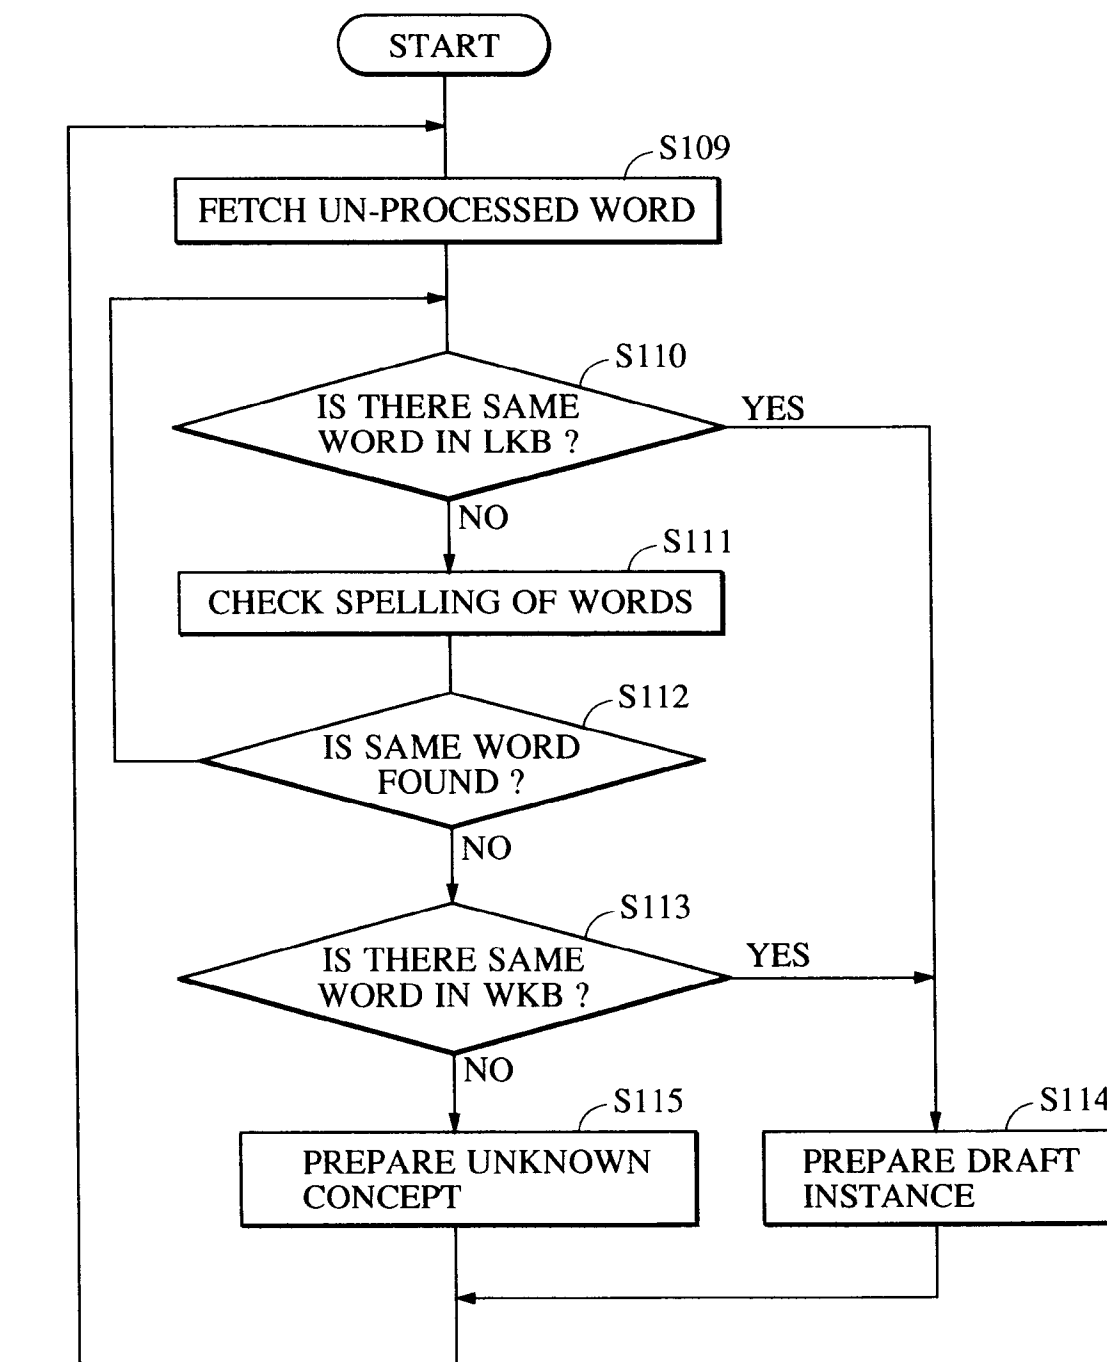 START
S109
FETCH UN-PROCESSED WORD
S110
IS THERE SAME
WORD IN LKB ?
YES
NO
S111
CHECK SPELLING OF WORDS
S112
IS SAME WORD
FOUND ?
NO
S113
IS THERE SAME
WORD IN WKB ?
YES
NO
S115
PREPARE UNKNOWN
CONCEPT
S114
PREPARE DRAFT
INSTANCE